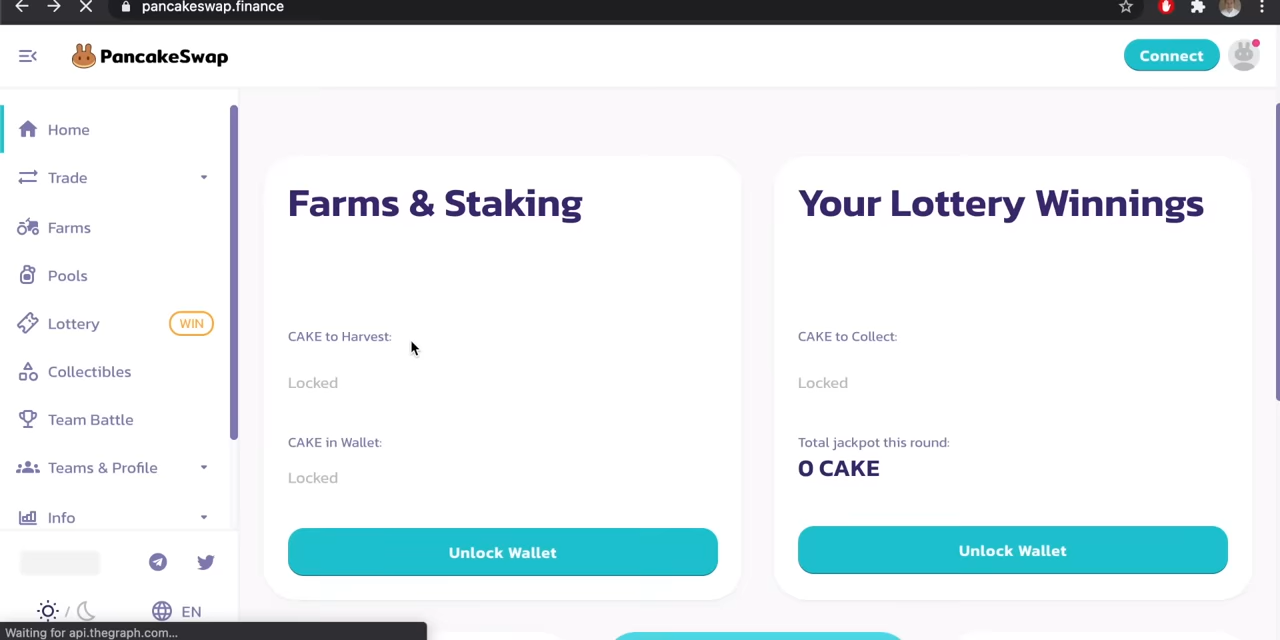 pancakeswap.finance
PancakeSwap
Connect
Home
Trade
Farms
Pools
Lottery WIN
Collectibles
Team Battle
Teams & Profile
Info
EN
Farms & Staking
CAKE to Harvest:
Locked
CAKE in Wallet:
Locked
Unlock Wallet
Your Lottery Winnings
CAKE to Collect:
Locked
Total jackpot this round:
0 CAKE
Unlock Wallet
Waiting for api.thegraph.com...